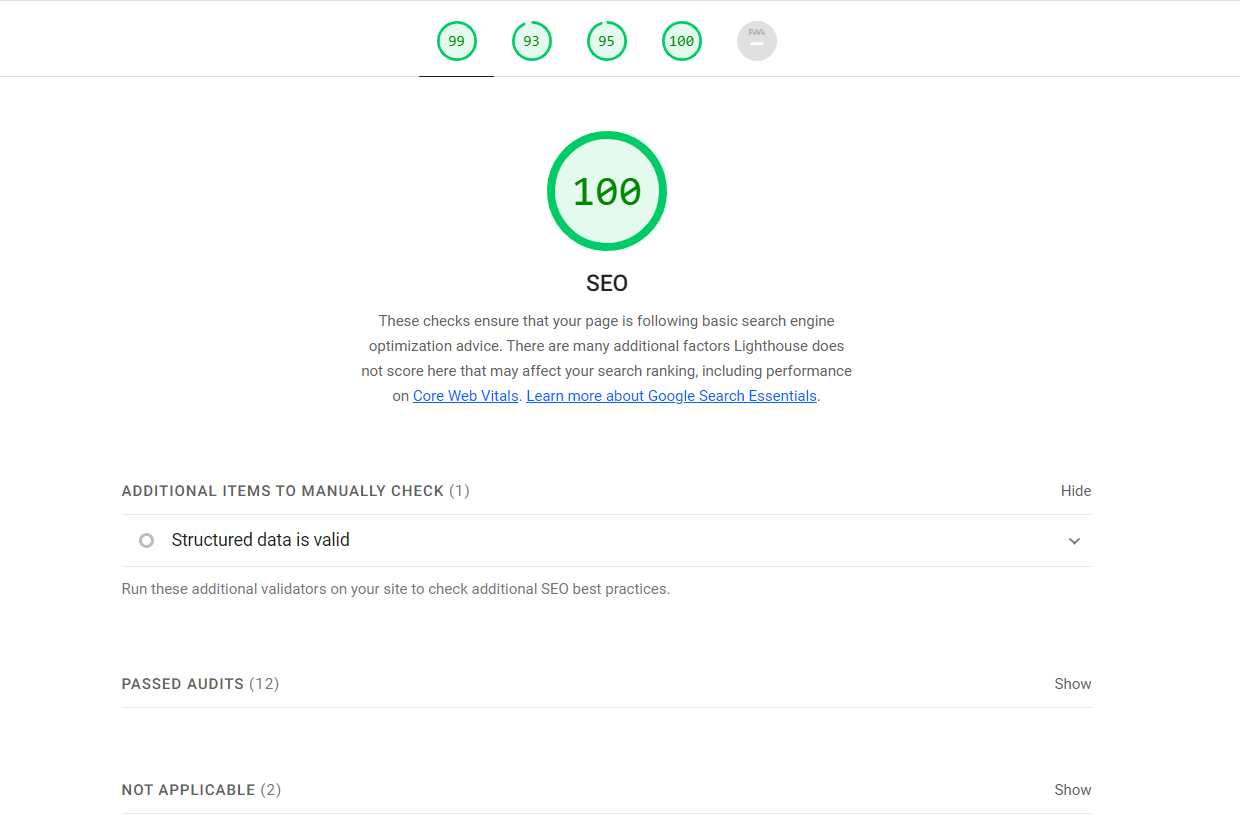 99 93 95 100 PWA
100
SEO
These checks ensure that your page is following basic search engine
optimization advice. There are many additional factors Lighthouse does
not score here that may affect your search ranking, including performance
on Core Web Vitals. Learn more about Google Search Essentials.
ADDITIONAL ITEMS TO MANUALLY CHECK (1) Hide
Structured data is valid
Run these additional validators on your site to check additional SEO best practices.
PASSED AUDITS (12) Show
NOT APPLICABLE (2) Show